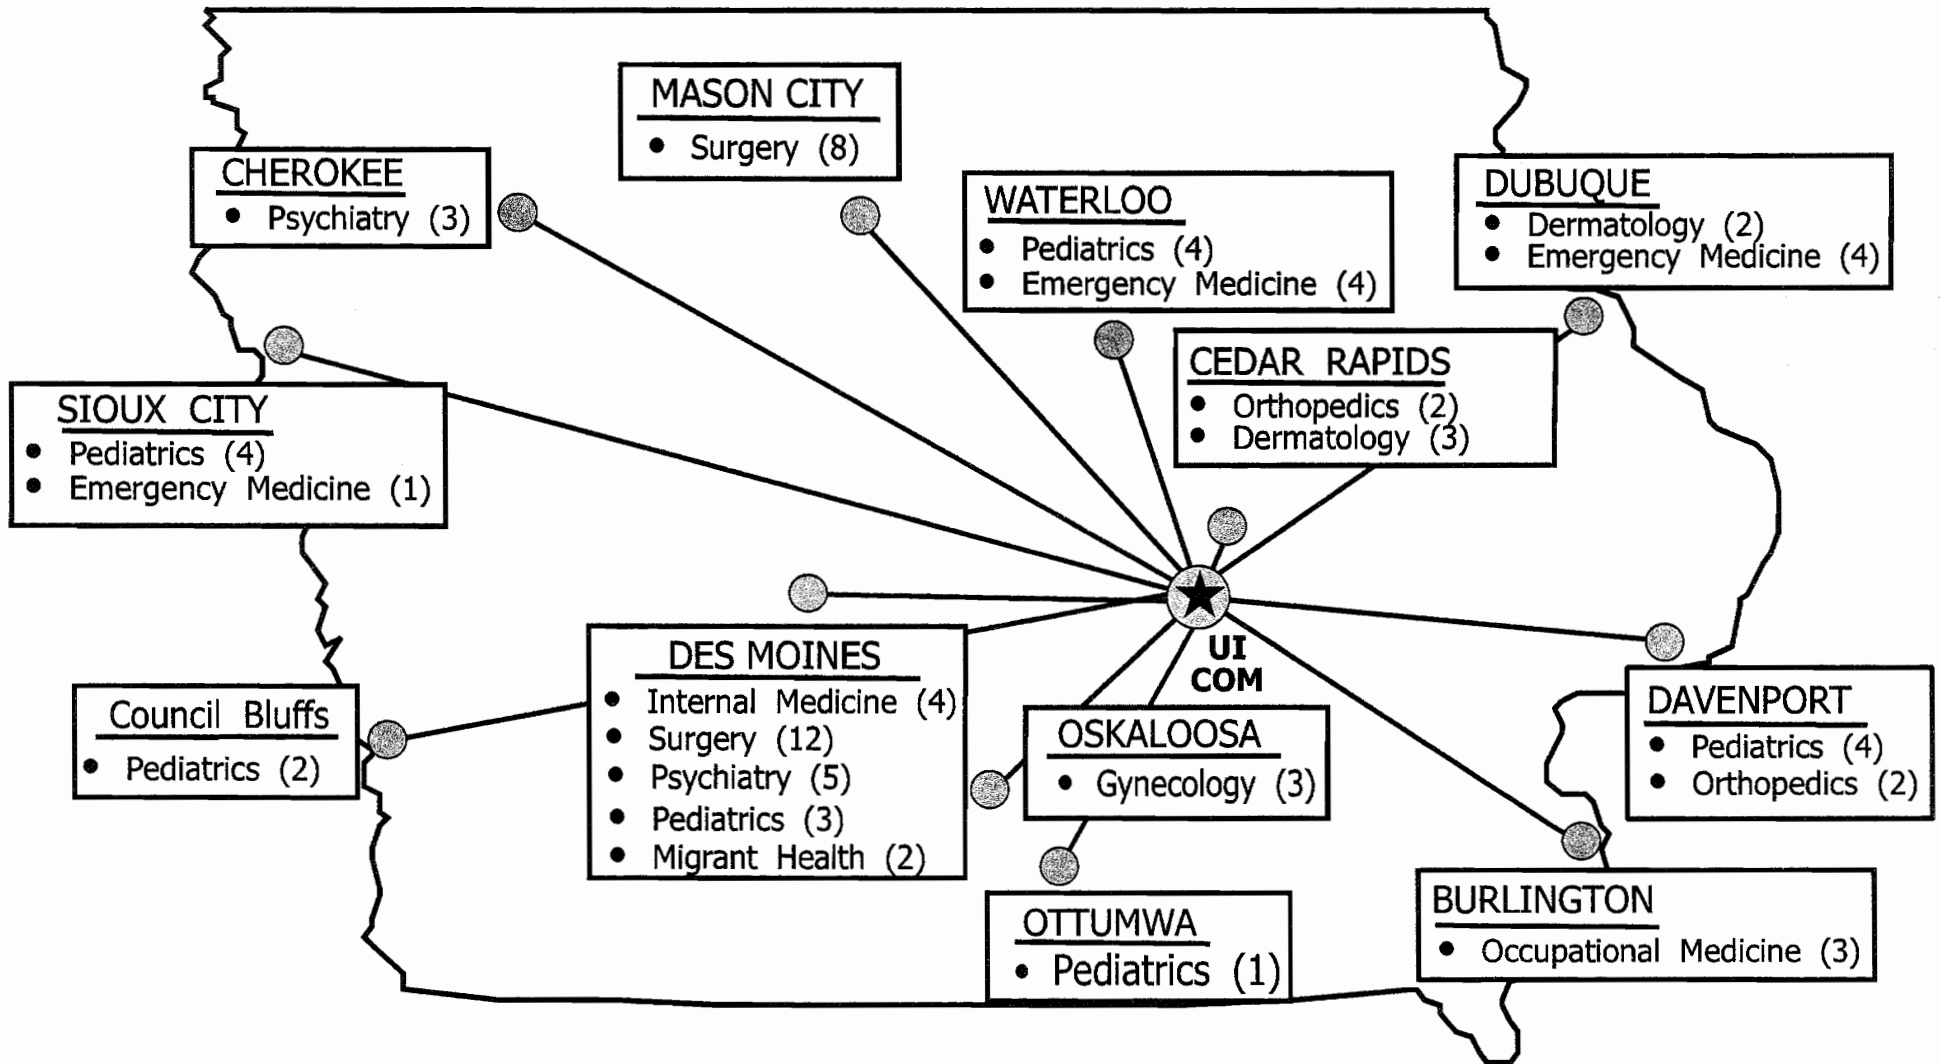 MASON CITY
• Surgery (8)
CHEROKEE
• Psychiatry (3)
WATERLOO
• Pediatrics (4)
• Emergency Medicine (4)
DUBUQUE
• Dermatology (2)
• Emergency Medicine (4)
CEDAR RAPIDS
• Orthopedics (2)
• Dermatology (3)
SIOUX CITY
• Pediatrics (4)
• Emergency Medicine (1)
UI
COM
DES MOINES
• Internal Medicine (4)
• Surgery (12)
• Psychiatry (5)
• Pediatrics (3)
• Migrant Health (2)
Council Bluffs
• Pediatrics (2)
OSKALOOSA
• Gynecology (3)
DAVENPORT
• Pediatrics (4)
• Orthopedics (2)
OTTUMWA
• Pediatrics (1)
BURLINGTON
• Occupational Medicine (3)